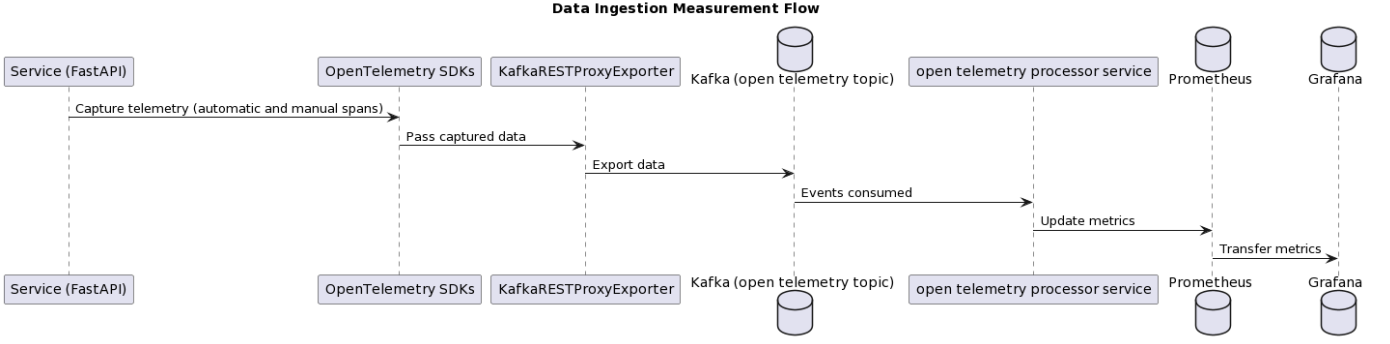 Data Ingestion Measurement Flow
Service (FastAPI)
OpenTelemetry SDKs
KafkaRESTProxyExporter
Kafka (open telemetry topic)
open telemetry processor service
Prometheus
Grafana
Capture telemetry (automatic and manual spans)
Pass captured data
Export data
Events consumed
Update metrics
Transfer metrics
Service (FastAPI)
OpenTelemetry SDKs
KafkaRESTProxyExporter
Kafka (open telemetry topic)
open telemetry processor service
Prometheus
Grafana